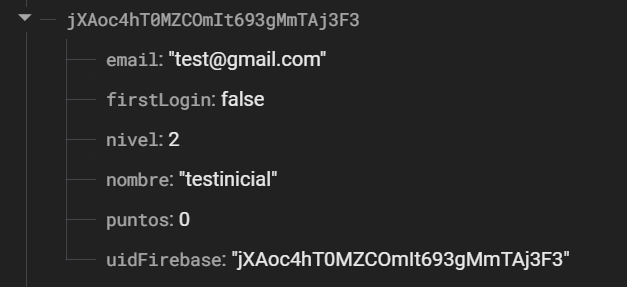 jXAoc4hT0MZCOmIt693gMmTAj3F3
email: "test@gmail.com"
firstLogin: false
nivel: 2
nombre: "testinicial"
puntos: 0
uidFirebase: "jXAoc4hT0MZCOmIt693gMmTAj3F3"